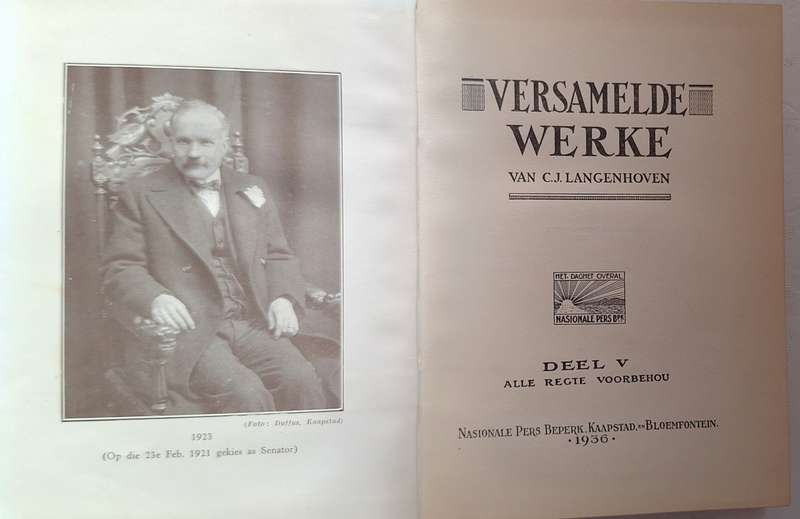 (Foto: Duffus, Kaapstad)
1923
(Op die 23e Feb. 1921 gekies as Senator)
VERSAMELDE
WERKE
VAN C.J. LANGENHOVEN
HET DAGHET OVERAL
NASIONALE PERS BPK
DEEL V
ALLE REGTE VOORBEHOU
NASIONALE PERS BEPERK, KAAPSTAD, EN BLOEMFONTEIN.
·1936·